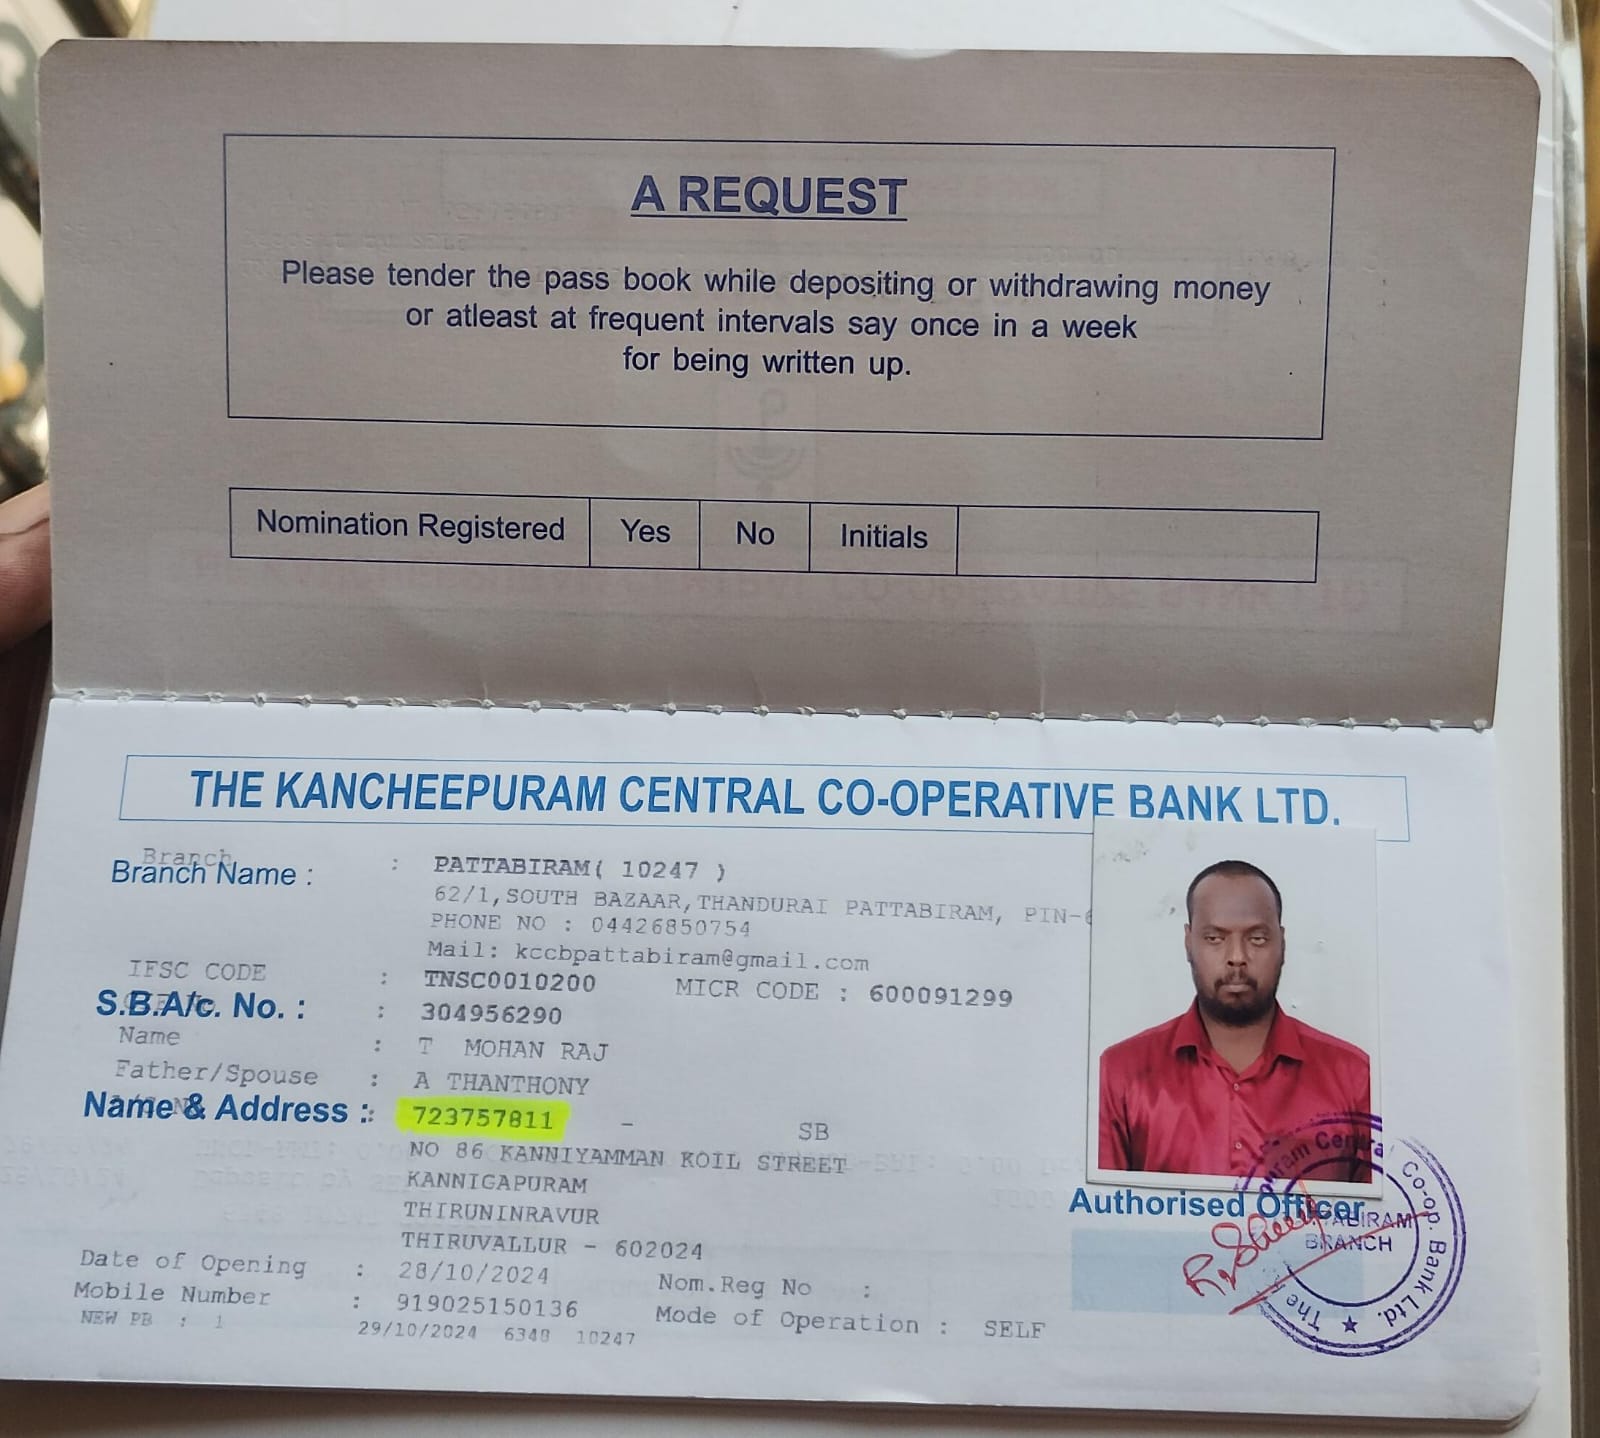 A REQUEST
Please tender the pass book while depositing or withdrawing money
or atleast at frequent intervals say once in a week
for being written up.
Nomination Registered Yes No Initials
THE KANCHEEPURAM CENTRAL CO-OPERATIVE BANK LTD.
Branch : PATTABIRAM( 10247 )
Branch Name :
62/1,SOUTH BAZAAR,THANDURAI PATTABIRAM, PIN-6
PHONE NO : 04426850754
Mail: kccbpattabiram@gmail.com
IFSC CODE : TNSC0010200 MICR CODE : 600091299
S.B.A/c. No. : : 304956290
Name : T MOHAN RAJ
Father/Spouse : A THANTHONY
Name & Address : : 723757811 - SB
NO 86 KANNIYAMMAN KOIL STREET
KANNIGAPURAM
THIRUNINRAVUR
THIRUVALLUR - 602024
Date of Opening : 28/10/2024 Nom.Reg No :
Mobile Number : 919025150136 Mode of Operation : SELF
NEW PB : 1 29/10/2024 6348 10247
Authorised Officer
The Central Co-op. Bank Ltd. ★
BRANCH